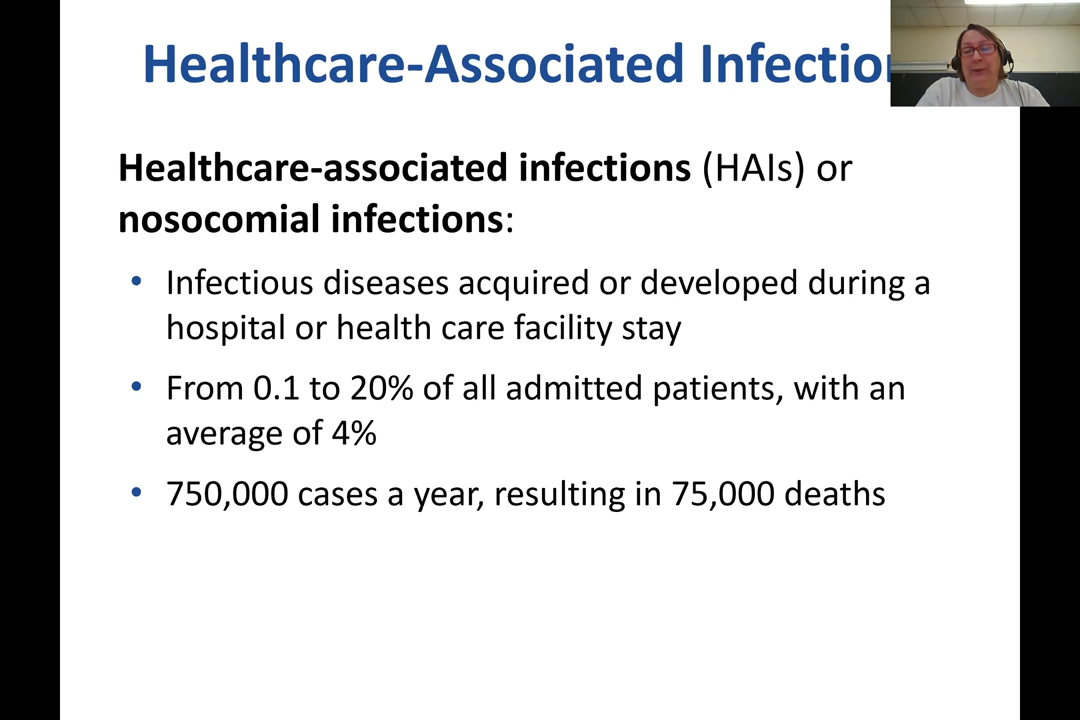 Healthcare-Associated Infection
Healthcare-associated infections (HAIs) or
nosocomial infections:
• Infectious diseases acquired or developed during a
hospital or health care facility stay
• From 0.1 to 20% of all admitted patients, with an
average of 4%
• 750,000 cases a year, resulting in 75,000 deaths